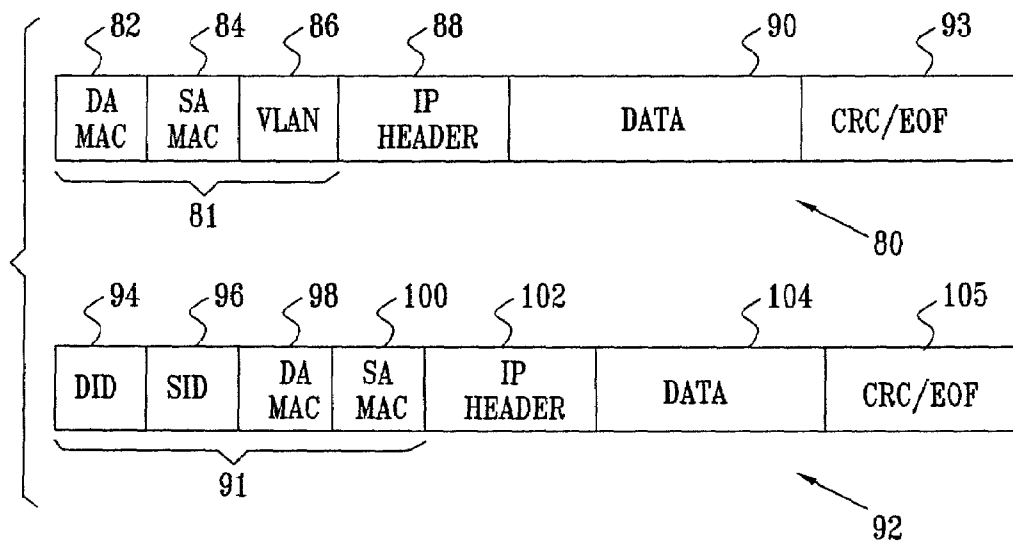 82 84 86 88 90 93
DA MAC SA MAC VLAN IP HEADER DATA CRC/EOF
81
80
94 96 98 100 102 104 105
DID SID DA MAC SA MAC IP HEADER DATA CRC/EOF
91
92